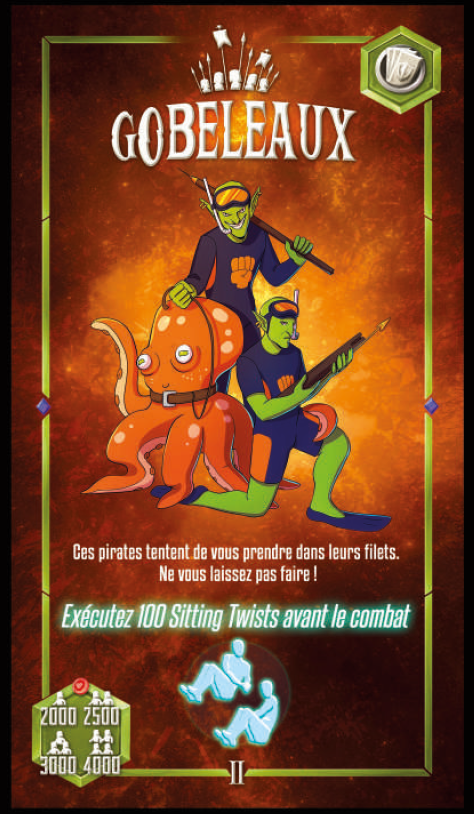 GOBELEAUX
Ces pirates tentent de vous prendre dans leurs filets.
Ne vous laissez pas faire !
Exécutez 100 Sitting Twists avant le combat
2000 2500
3000 4000
II